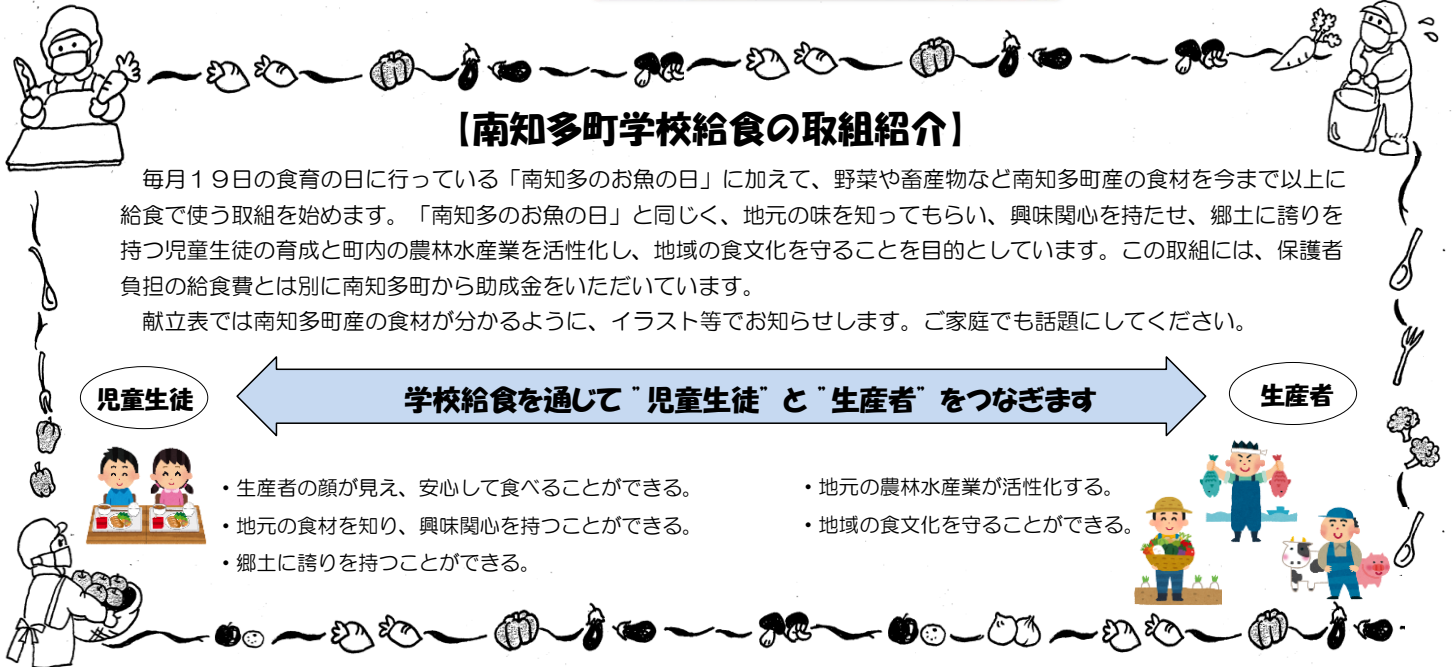 【南知多町学校給食の取組紹介】
毎月１９日の食育の日に行っている「南知多のお魚の日」に加えて、野菜や畜産物など南知多町産の食材を今まで以上に
給食で使う取組を始めます。「南知多のお魚の日」と同じく、地元の味を知ってもらい、興味関心を持たせ、郷土に誇りを
持つ児童生徒の育成と町内の農林水産業を活性化し、地域の食文化を守ることを目的としています。この取組には、保護者
負担の給食費とは別に南知多町から助成金をいただいています。
献立表では南知多町産の食材が分かるように、イラスト等でお知らせします。ご家庭でも話題にしてください。
児童生徒
学校給食を通じて“児童生徒”と“生産者”をつなぎます
生産者
・生産者の顔が見え、安心して食べることができる。
・地元の食材を知り、興味関心を持つことができる。
・郷土に誇りを持つことができる。
・地元の農林水産業が活性化する。
・地域の食文化を守ることができる。